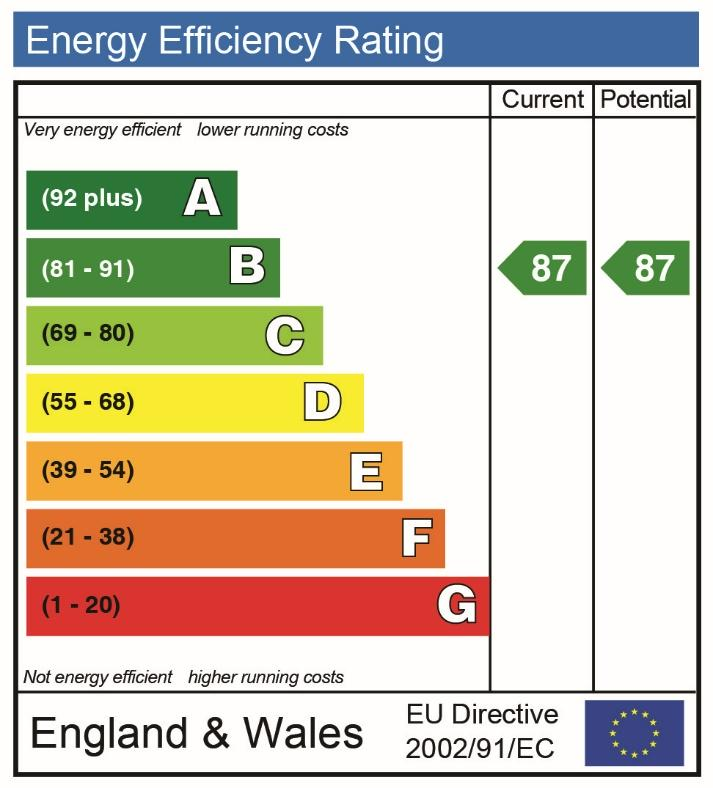 Energy Efficiency Rating
Current Potential
Very energy efficient lower running costs
(92 plus) A
(81 - 91) B 87 87
(69 - 80) C
(55 - 68) D
(39 - 54) E
(21 - 38) F
(1 - 20) G
Not energy efficient higher running costs
England & Wales
EU Directive
2002/91/EC